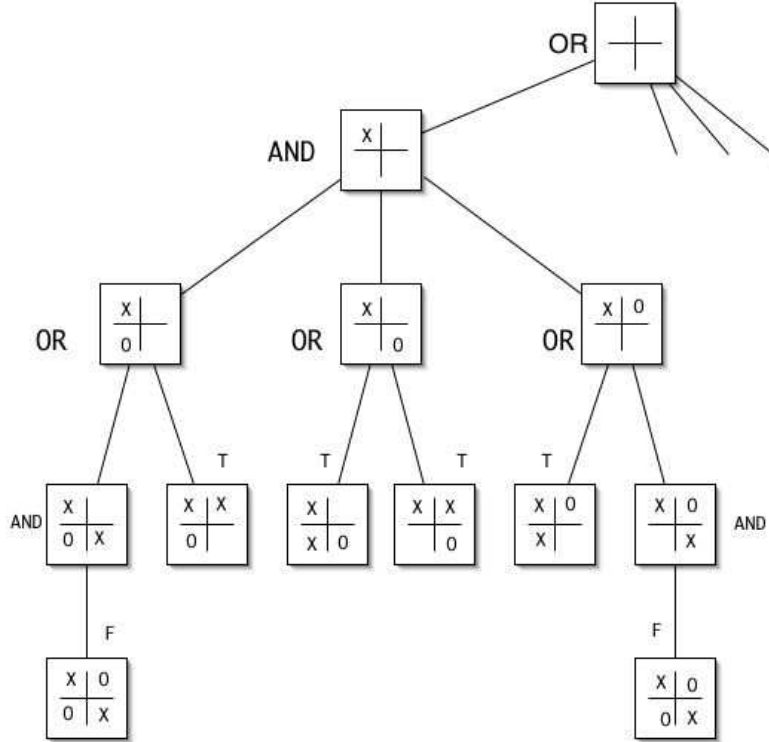 OR
AND X
X X X O
OR O OR O OR
T T T T
X X X X X X X O X O
AND O X O X O O X X AND
F F
X O X O
O X O X